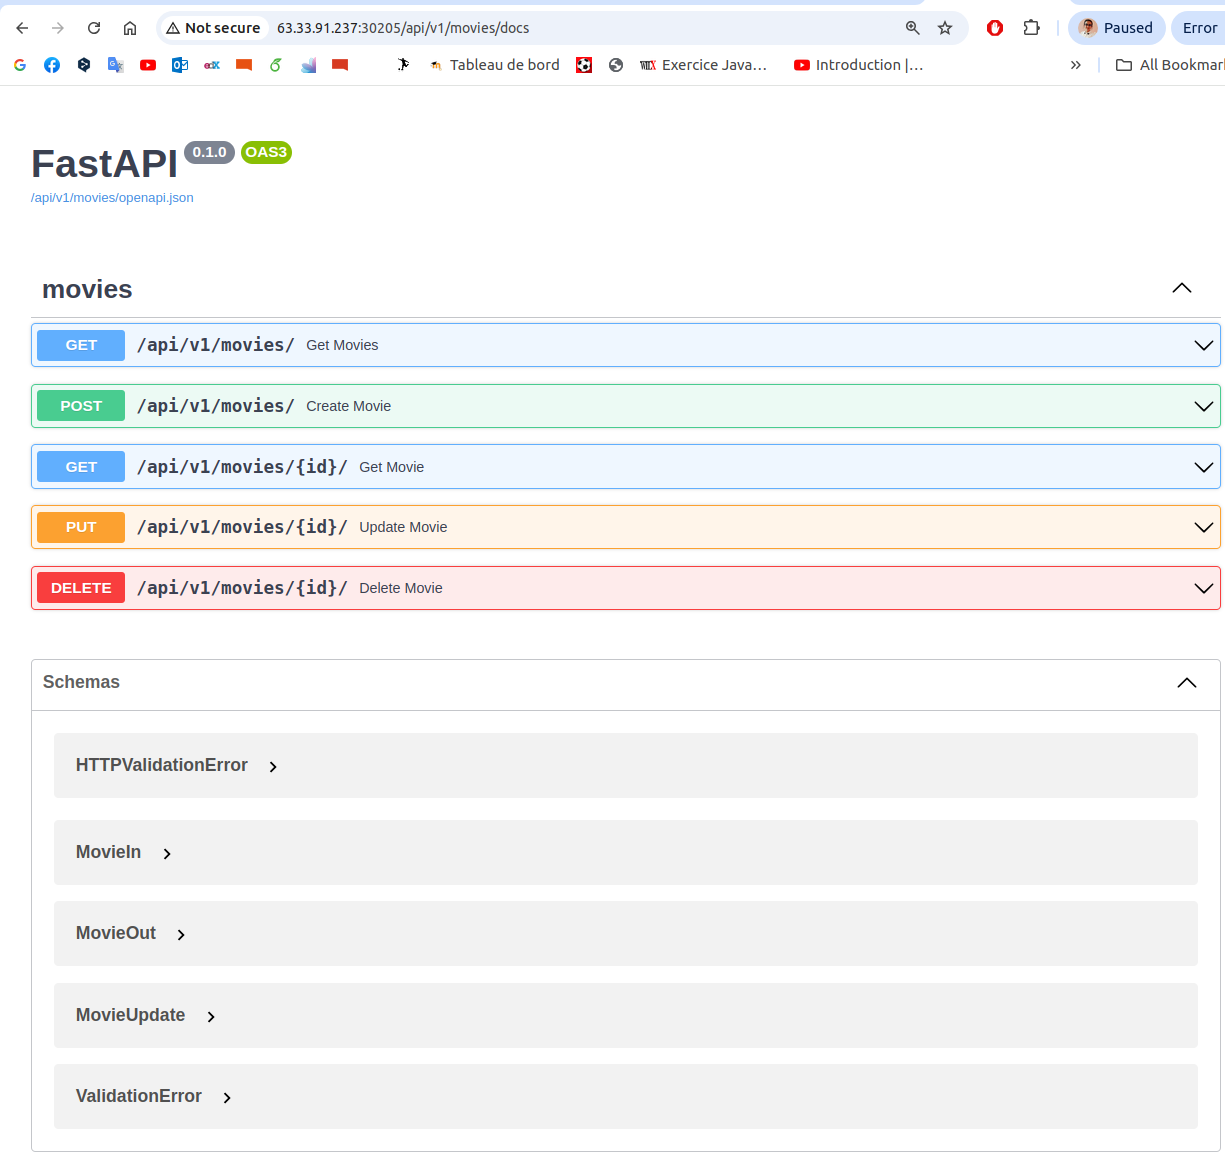 Not secure 63.33.91.237:30205/api/v1/movies/docs Paused Error
Tableau de bord Exercice Java... Introduction |... All Bookmar
FastAPI 0.1.0 OAS3
/api/v1/movies/openapi.json
movies
GET /api/v1/movies/ Get Movies
POST /api/v1/movies/ Create Movie
GET /api/v1/movies/{id}/ Get Movie
PUT /api/v1/movies/{id}/ Update Movie
DELETE /api/v1/movies/{id}/ Delete Movie
Schemas
HTTPValidationError
MovieIn
MovieOut
MovieUpdate
ValidationError